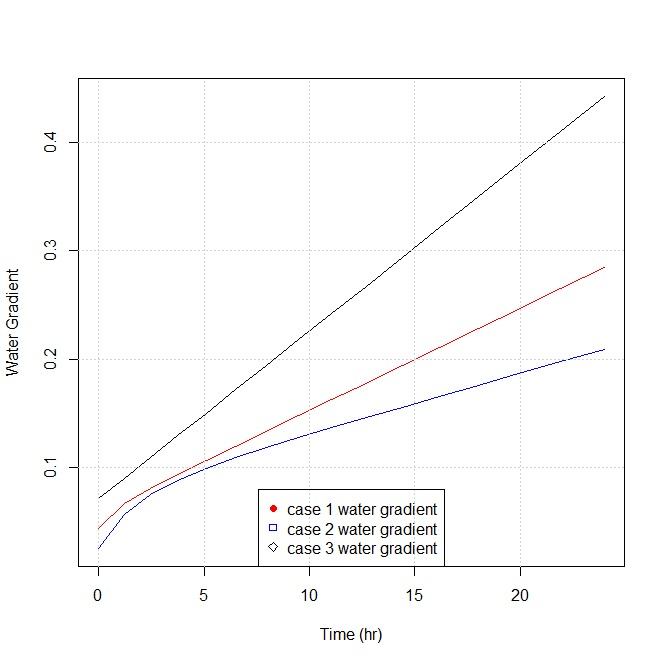 Water Gradient
0.4
0.3
0.2
0.1
case 1 water gradient
case 2 water gradient
case 3 water gradient
0 5 10 15 20
Time (hr)